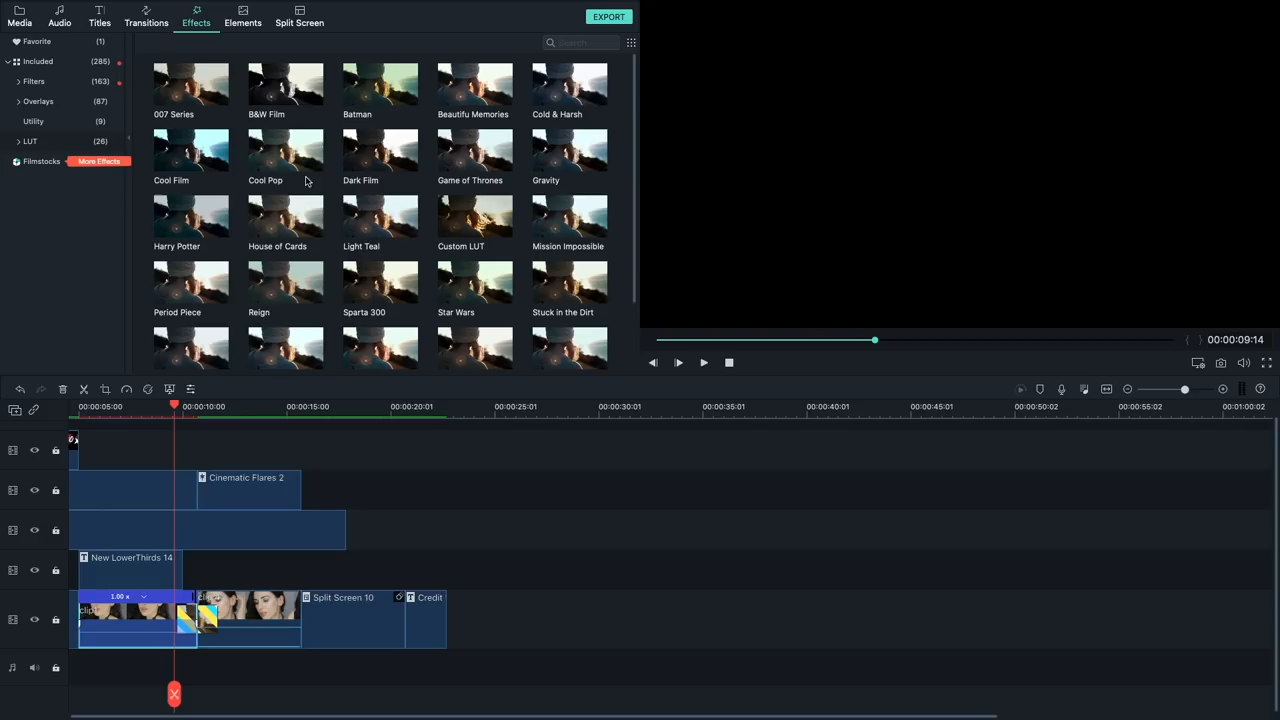 Media Audio Titles Transitions Effects Elements Split Screen EXPORT
Favorite (1)
Included (285)
Filters (163)
Overlays (87)
Utility (9)
LUT (26)
Filmstocks More Effects
Search
007 Series B&W Film Batman Beautifu Memories Cold & Harsh
Cool Film Cool Pop Dark Film Game of Thrones Gravity
Harry Potter House of Cards Light Teal Custom LUT Mission Impossible
Period Piece Reign Sparta 300 Star Wars Stuck in the Dirt
00:00:09:14
00:00:05:00 00:00:10:00 00:00:15:00 00:00:20:01 00:00:25:01 00:00:30:01 00:00:35:01 00:00:40:01 00:00:45:01 00:00:50:02 00:00:55:02 00:01:00:02
Cinematic Flares 2
New LowerThirds 14
1.00 x
Split Screen 10 Credit